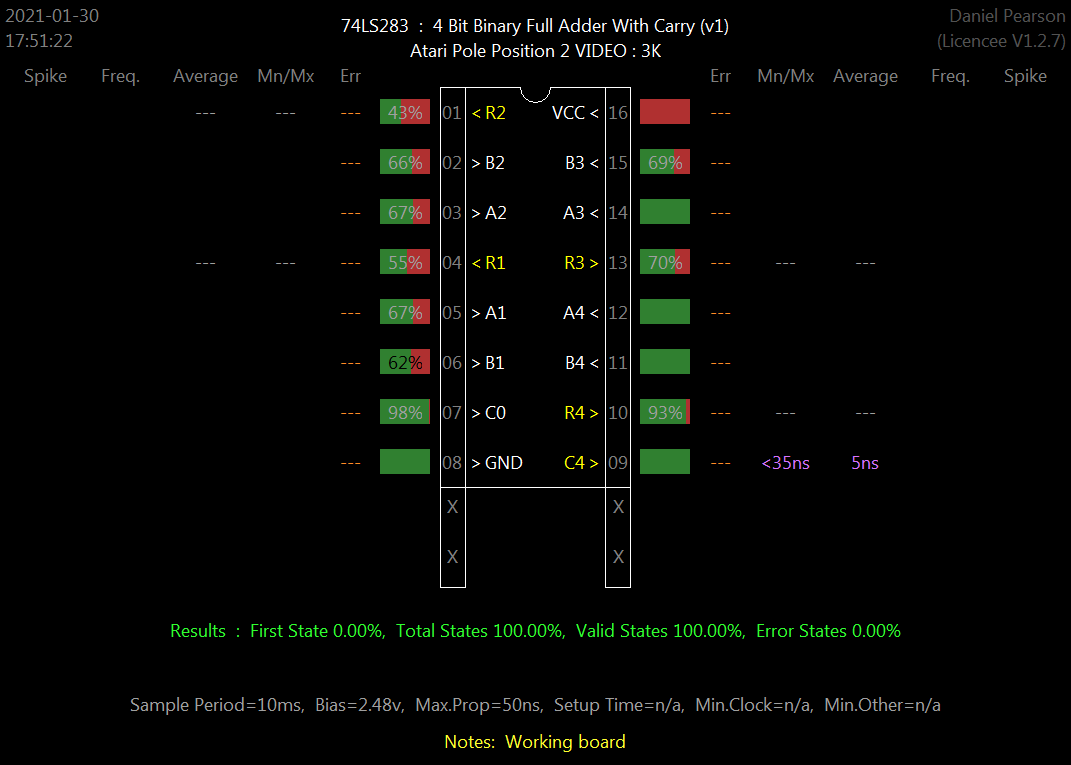 2021-01-30 74LS283 : 4 Bit Binary Full Adder With Carry (v1) Daniel Pearson
17:51:22 Atari Pole Position 2 VIDEO : 3K (Licencee V1.2.7)
Spike Freq. Average Mn/Mx Err Err Mn/Mx Average Freq. Spike
--- --- --- 43% 01 < R2 VCC < 16 ---
--- 66% 02 > B2 B3 < 15 69% ---
--- 67% 03 > A2 A3 < 14 ---
--- --- --- 55% 04 < R1 R3 > 13 70% --- --- ---
--- 67% 05 > A1 A4 < 12 ---
--- 62% 06 > B1 B4 < 11 ---
--- 98% 07 > C0 R4 > 10 93% --- --- ---
--- 08 > GND C4 > 09 --- <35ns 5ns
X X
X X
Results : First State 0.00%, Total States 100.00%, Valid States 100.00%, Error States 0.00%
Sample Period=10ms, Bias=2.48v, Max.Prop=50ns, Setup Time=n/a, Min.Clock=n/a, Min.Other=n/a
Notes: Working board